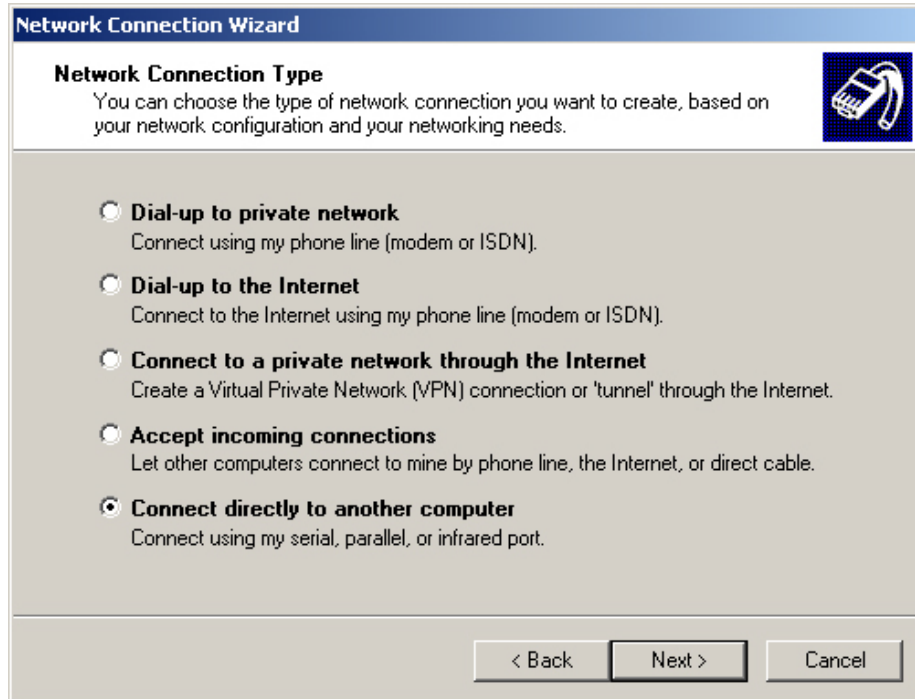 Network Connection Wizard
Network Connection Type
You can choose the type of network connection you want to create, based on
your network configuration and your networking needs.
Dial-up to private network
Connect using my phone line (modem or ISDN).
Dial-up to the Internet
Connect to the Internet using my phone line (modem or ISDN).
Connect to a private network through the Internet
Create a Virtual Private Network (VPN) connection or 'tunnel' through the Internet.
Accept incoming connections
Let other computers connect to mine by phone line, the Internet, or direct cable.
Connect directly to another computer
Connect using my serial, parallel, or infrared port.
< Back Next > Cancel